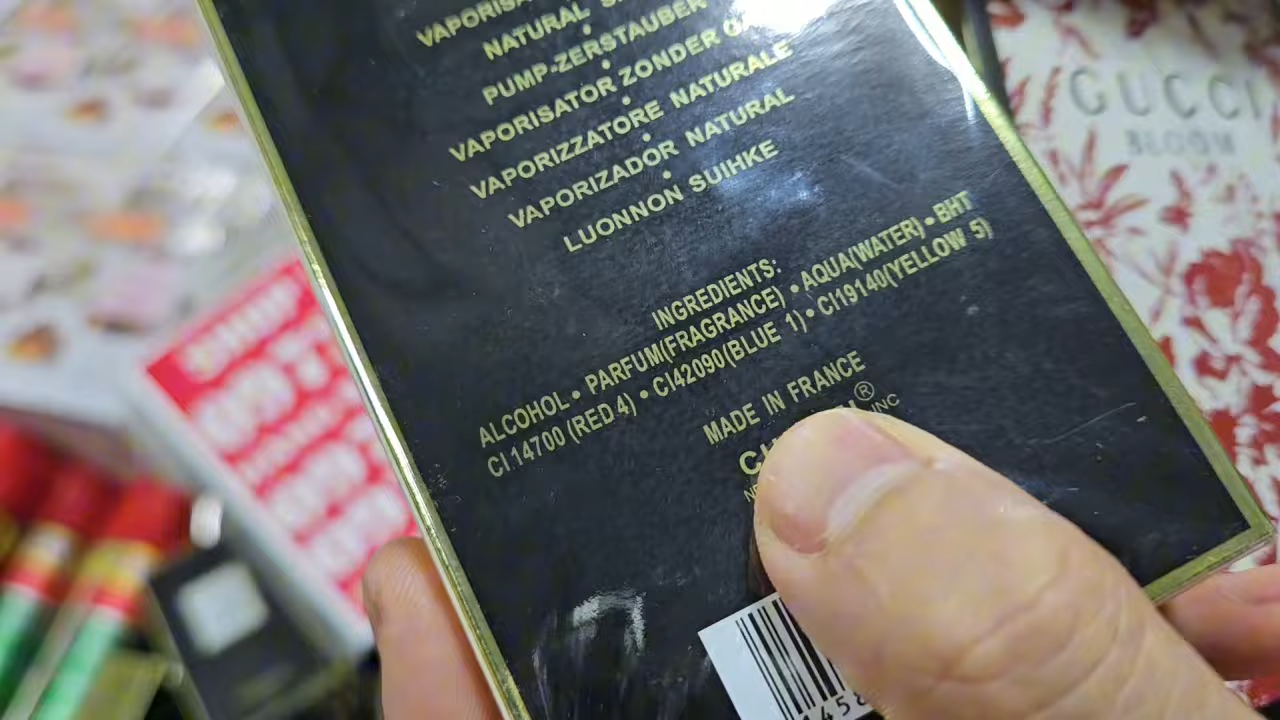 VAPORISA
NATURAL S
PUMP-ZERSTAUBER
VAPORISATOR ZONDER G
VAPORIZZATORE NATURALE
VAPORIZADOR NATURAL
LUONNON SUIHKE
INGREDIENTS:
ALCOHOL • PARFUM(FRAGRANCE) • AQUA(WATER) • BHT
CI 14700 (RED 4) • CI42090(BLUE 1) • CI19140(YELLOW 5)
MADE IN FRANCE
®
INC
GUCCI
BLOOM